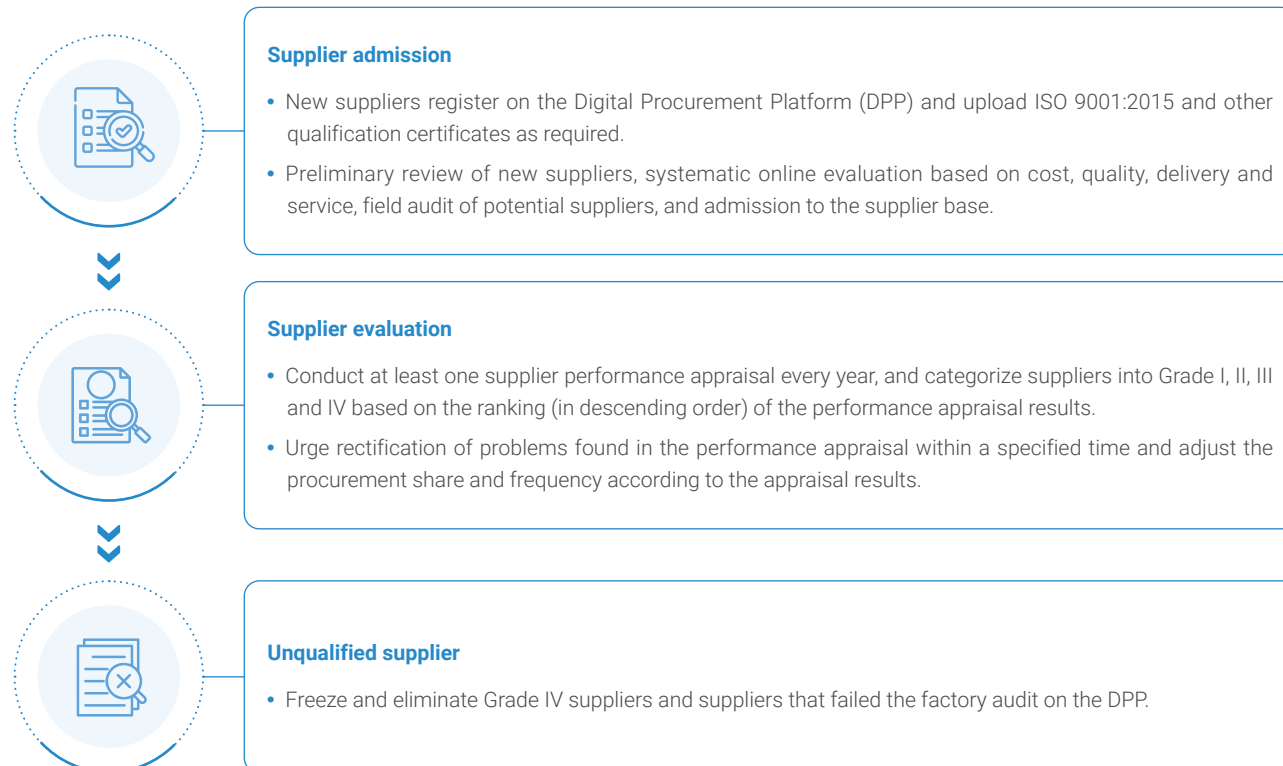 Supplier admission
• New suppliers register on the Digital Procurement Platform (DPP) and upload ISO 9001:2015 and other
qualification certificates as required.
• Preliminary review of new suppliers, systematic online evaluation based on cost, quality, delivery and
service, field audit of potential suppliers, and admission to the supplier base.
Supplier evaluation
• Conduct at least one supplier performance appraisal every year, and categorize suppliers into Grade I, II, III
and IV based on the ranking (in descending order) of the performance appraisal results.
• Urge rectification of problems found in the performance appraisal within a specified time and adjust the
procurement share and frequency according to the appraisal results.
Unqualified supplier
• Freeze and eliminate Grade IV suppliers and suppliers that failed the factory audit on the DPP.